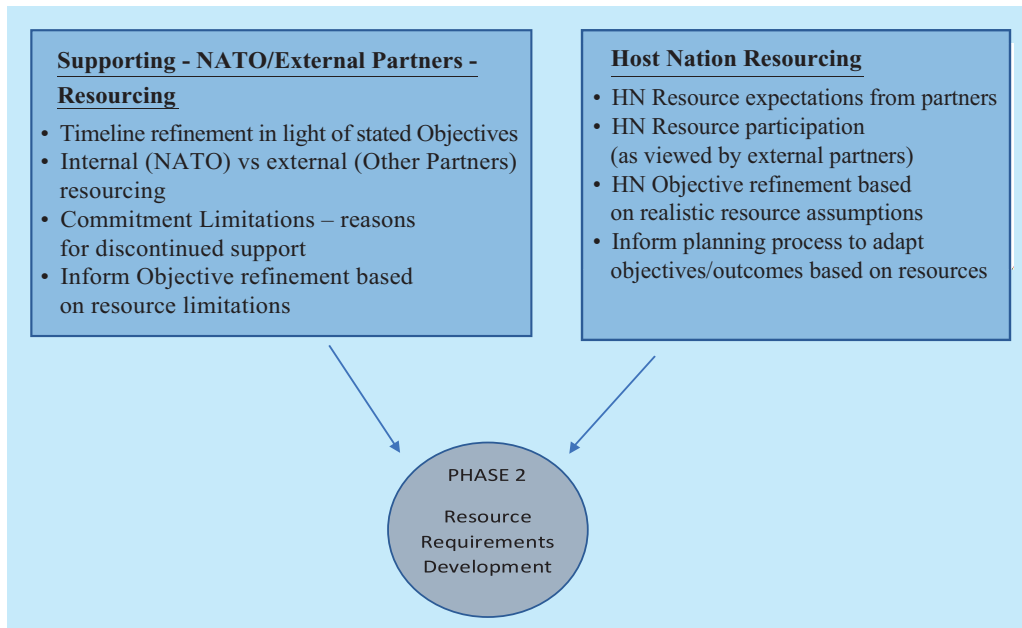 Supporting - NATO/External Partners -
Resourcing
• Timeline refinement in light of stated Objectives
• Internal (NATO) vs external (Other Partners)
resourcing
• Commitment Limitations – reasons
for discontinued support
• Inform Objective refinement based
on resource limitations
Host Nation Resourcing
• HN Resource expectations from partners
• HN Resource participation
(as viewed by external partners)
• HN Objective refinement based
on realistic resource assumptions
• Inform planning process to adapt
objectives/outcomes based on resources
PHASE 2
Resource
Requirements
Development